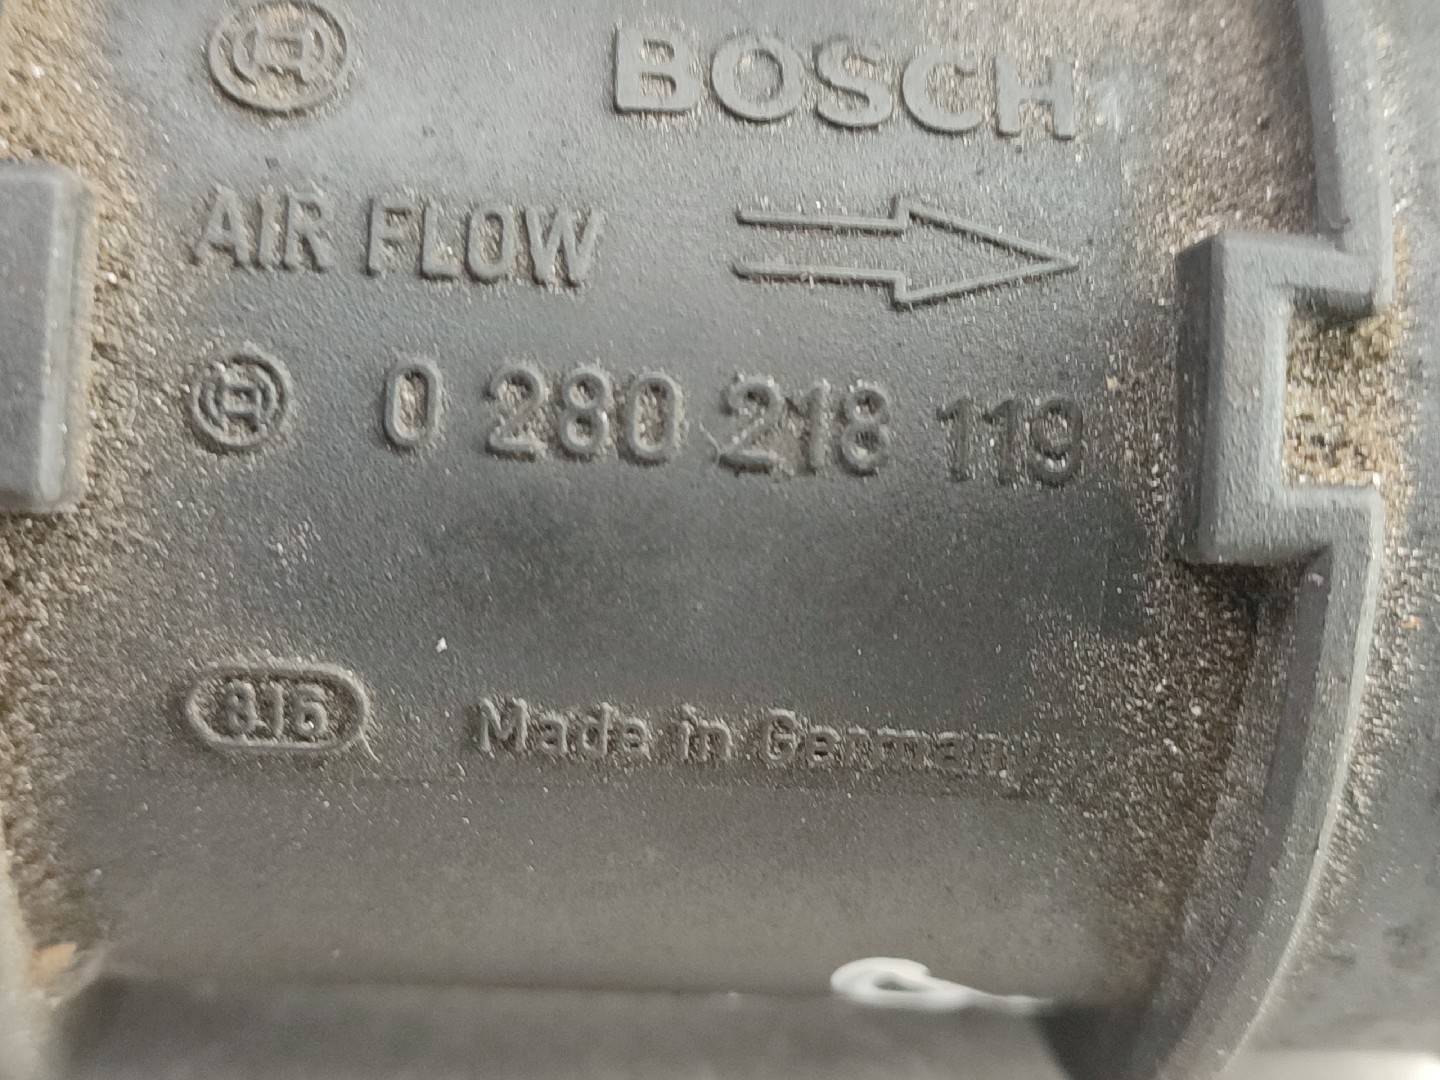 BOSCH
AIR FLOW
0 280 218 119
816 Made in Germany